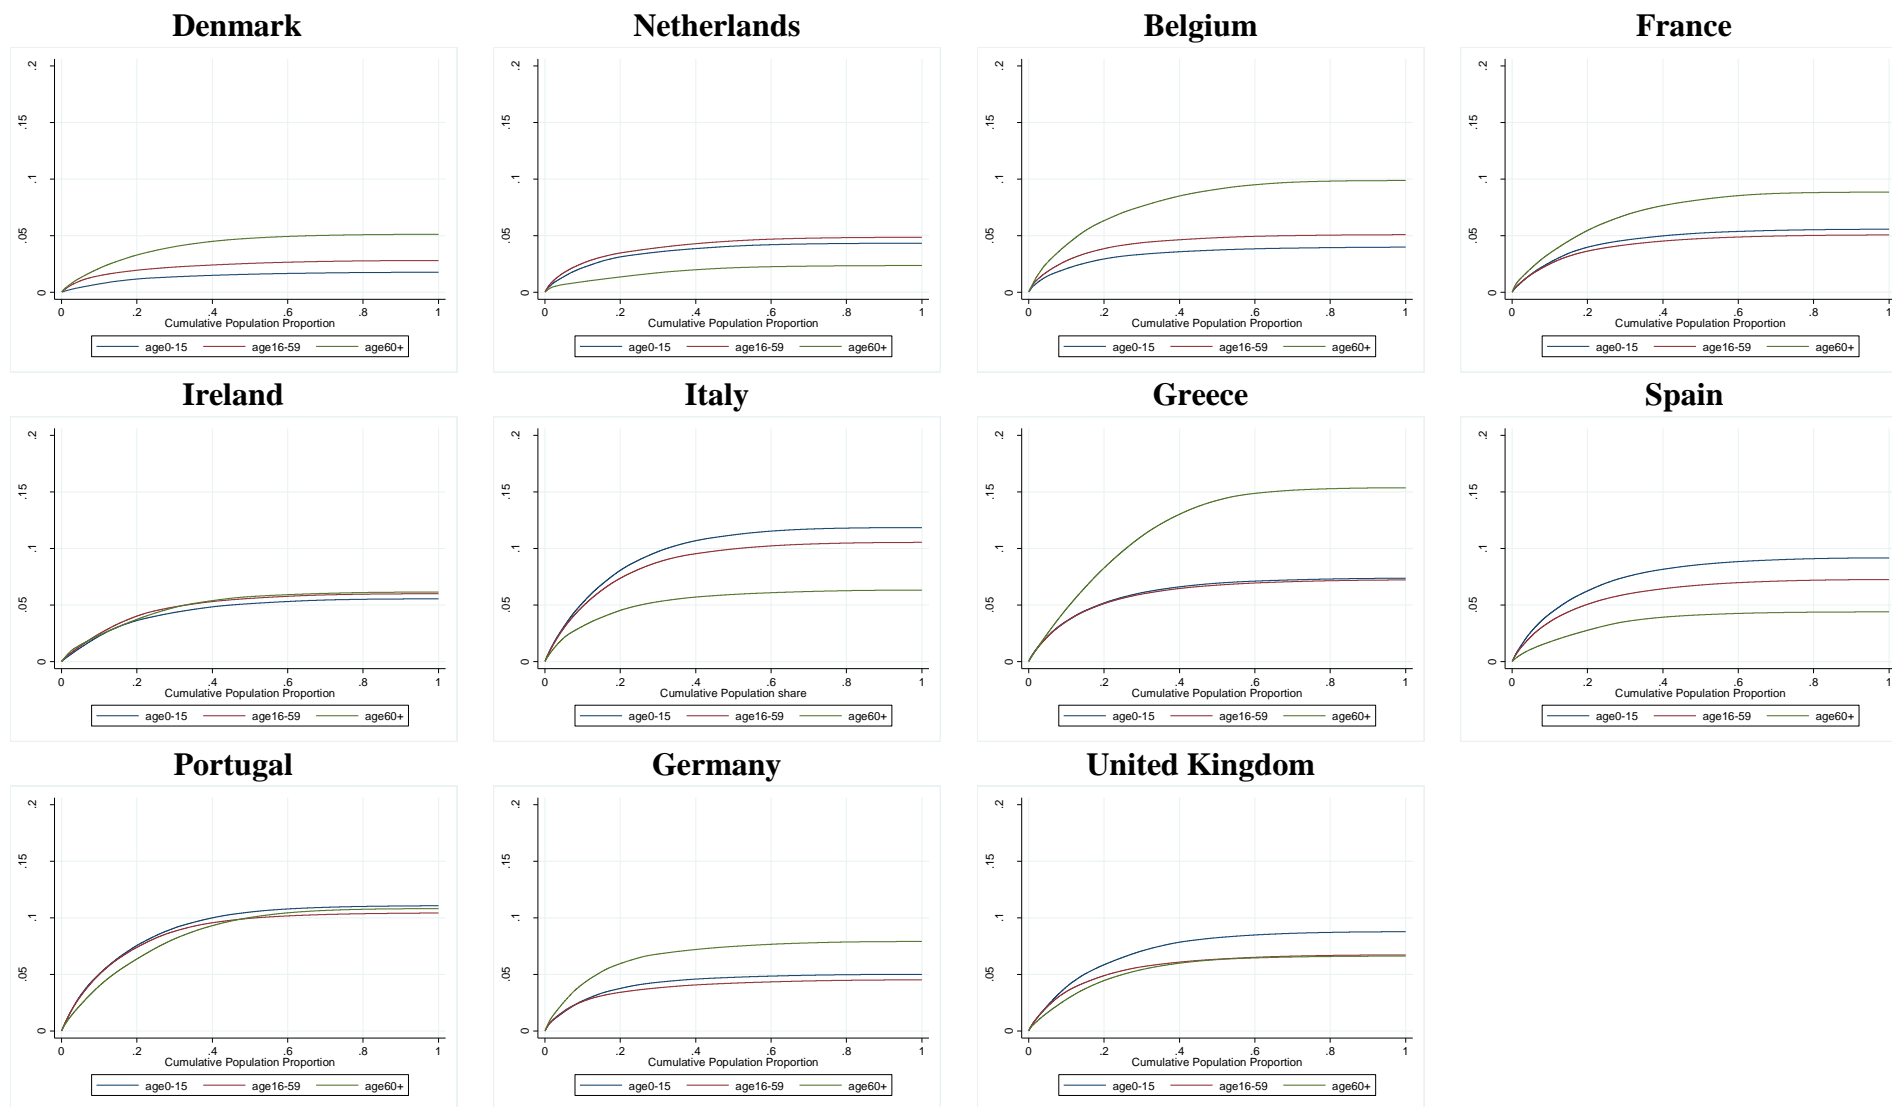 Denmark
.2
.15
.1
.05
0
0 .2 .4 .6 .8 1
Cumulative Population Proportion
age0-15 age16-59 age60+
Netherlands
.2
.15
.1
.05
0
0 .2 .4 .6 .8 1
Cumulative Population Proportion
age0-15 age16-59 age60+
Belgium
.2
.15
.1
.05
0
0 .2 .4 .6 .8 1
Cumulative Population Proportion
age0-15 age16-59 age60+
France
.2
.15
.1
.05
0
0 .2 .4 .6 .8 1
Cumulative Population Proportion
age0-15 age16-59 age60+
Ireland
.2
.15
.1
.05
0
0 .2 .4 .6 .8 1
Cumulative Population Proportion
age0-15 age16-59 age60+
Italy
.2
.15
.1
.05
0
0 .2 .4 .6 .8 1
Cumulative Population share
age0-15 age16-59 age60+
Greece
.2
.15
.1
.05
0
0 .2 .4 .6 .8 1
Cumulative Population Proportion
age0-15 age16-59 age60+
Spain
.2
.15
.1
.05
0
0 .2 .4 .6 .8 1
Cumulative Population Proportion
age0-15 age16-59 age60+
Portugal
.2
.15
.1
.05
0
0 .2 .4 .6 .8 1
Cumulative Population Proportion
age0-15 age16-59 age60+
Germany
.2
.15
.1
.05
0
0 .2 .4 .6 .8 1
Cumulative Population Proportion
age0-15 age16-59 age60+
United Kingdom
.2
.15
.1
.05
0
0 .2 .4 .6 .8 1
Cumulative Population Proportion
age0-15 age16-59 age60+